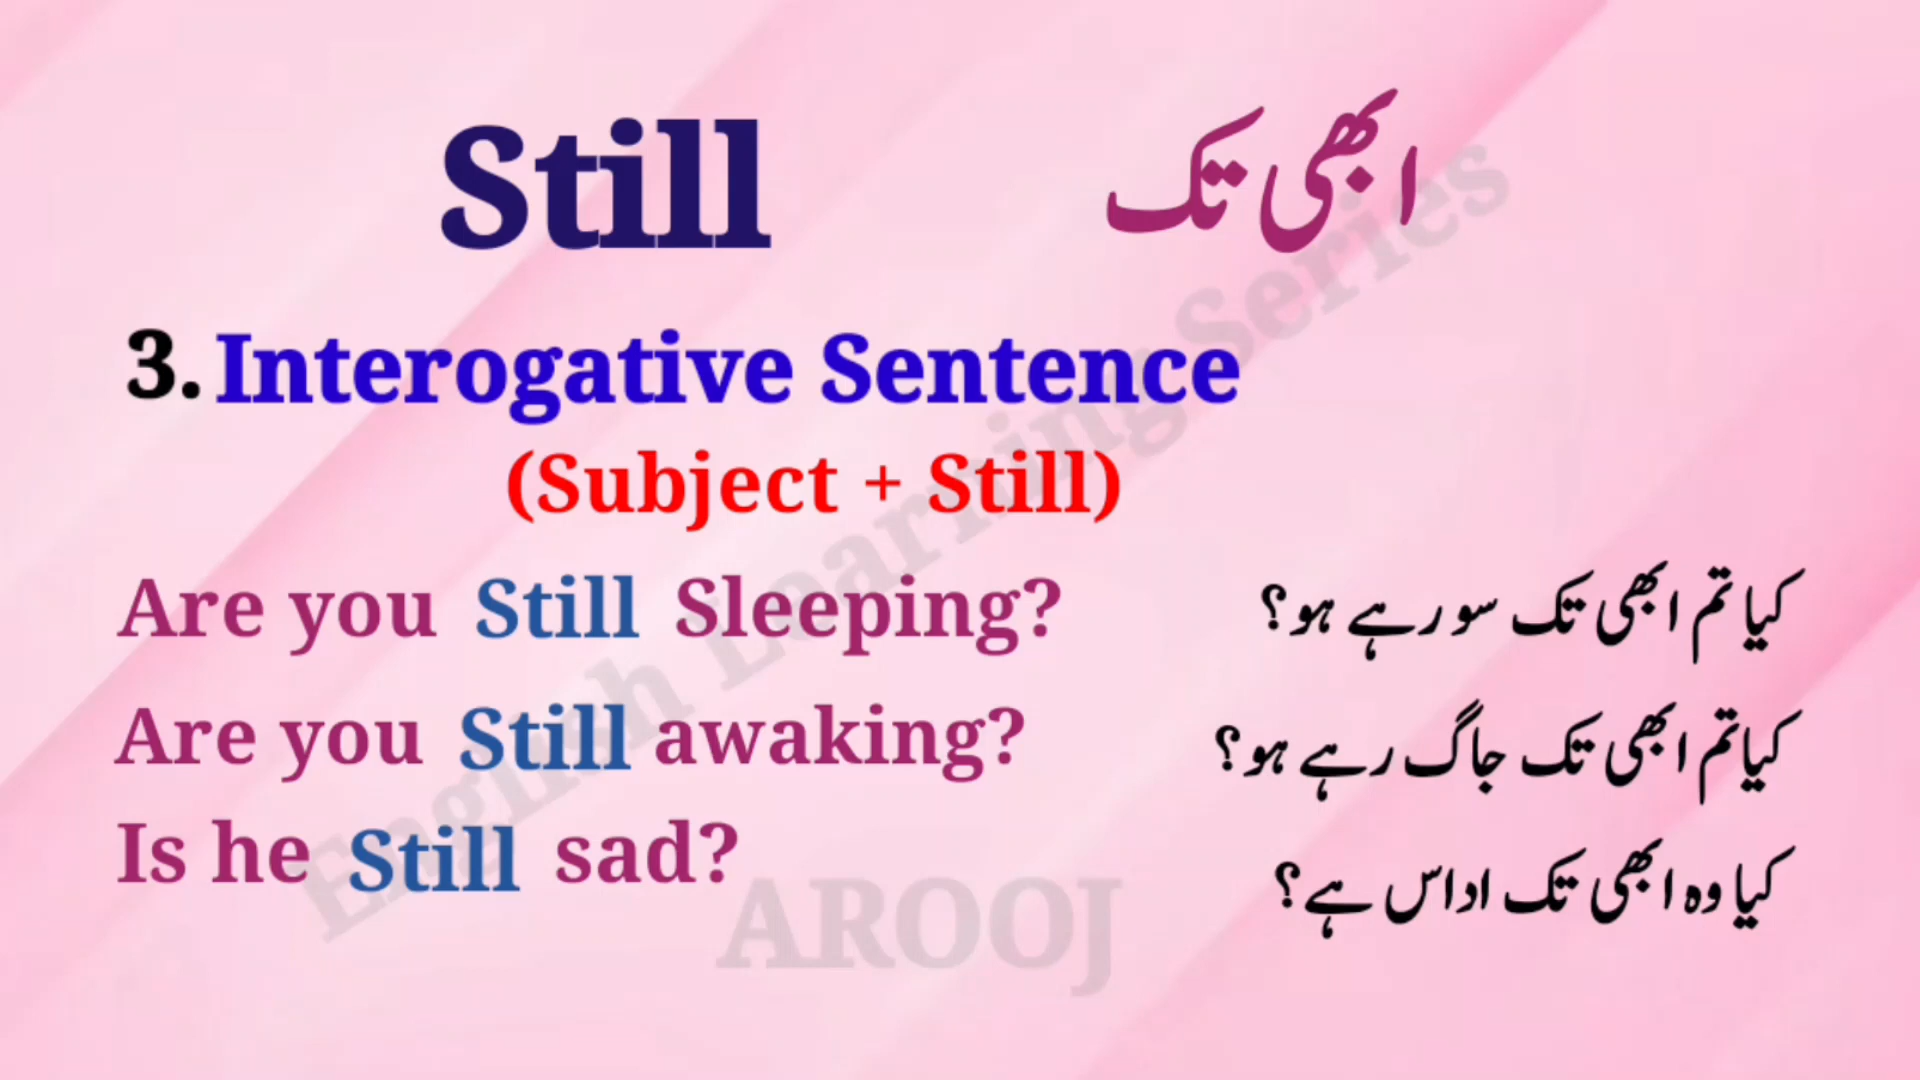 Still ابھی تک
3. Interogative Sentence
(Subject + Still)
Are you Still Sleeping? کیا تم ابھی تک سو رہے ہو؟
Are you Still awaking? کیا تم ابھی تک جاگ رہے ہو؟
Is he Still sad? کیا وہ ابھی تک اداس ہے؟
English Learning Series
AROOJ